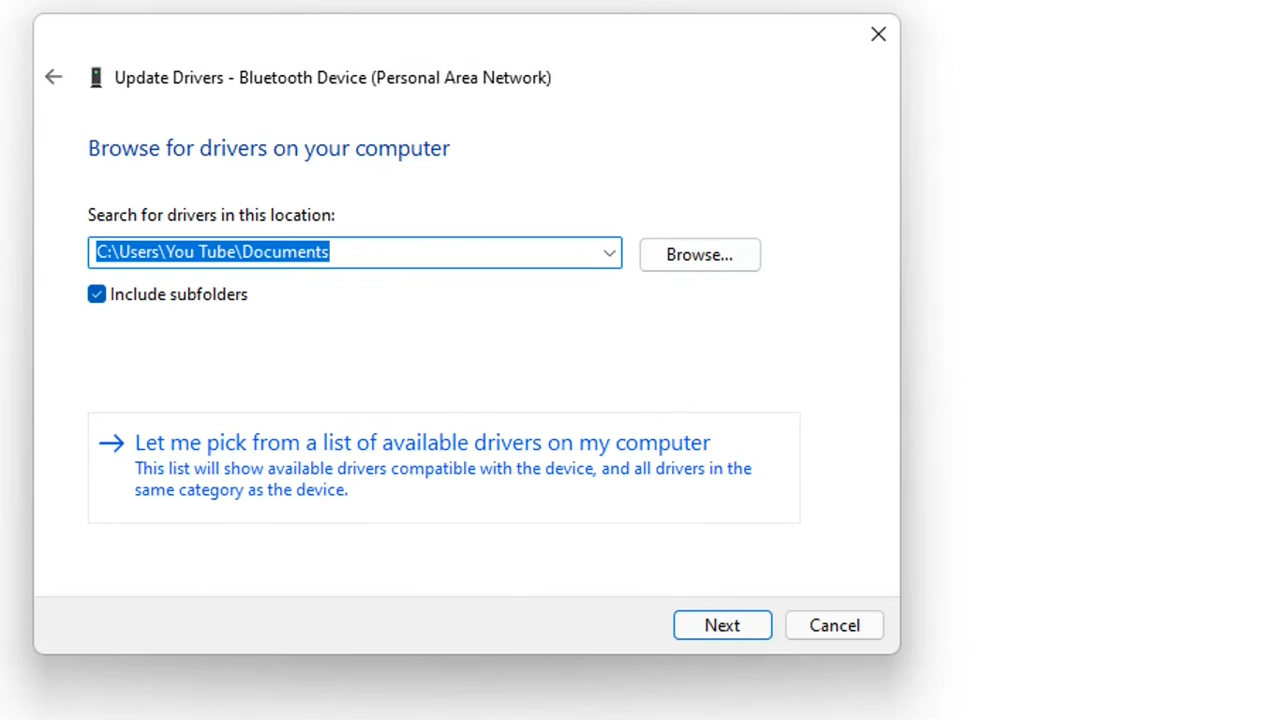 Update Drivers - Bluetooth Device (Personal Area Network)
Browse for drivers on your computer
Search for drivers in this location:
C:\Users\You Tube\Documents
Browse...
Include subfolders
Let me pick from a list of available drivers on my computer
This list will show available drivers compatible with the device, and all drivers in the
same category as the device.
Next
Cancel